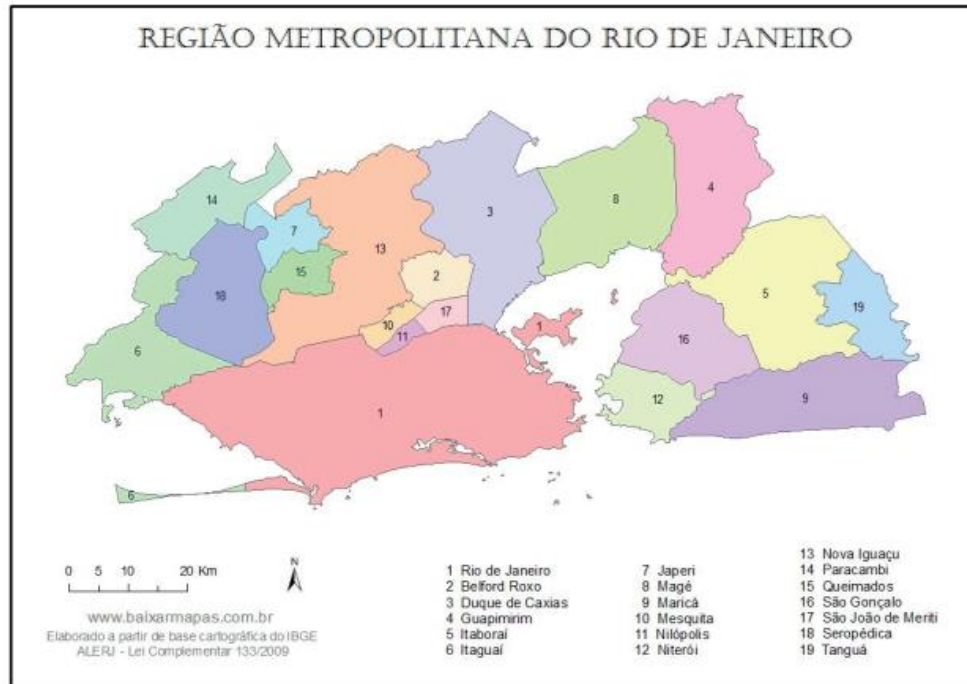 REGIÃO METROPOLITANA DO RIO DE JANEIRO
14
7
13
3
8
4
15
2
18
5
19
6
10
17
11
1
16
1
12
9
6
0 5 10 20 Km
N
www.baixarmapas.com.br
Elaborado a partir de base cartográfica do IBGE
ALERJ - Lei Complementar 133/2009
1 Rio de Janeiro
2 Belford Roxo
3 Duque de Caxias
4 Guapimirim
5 Itaboraí
6 Itaguaí
7 Japeri
8 Magé
9 Maricá
10 Mesquita
11 Nilópolis
12 Niterói
13 Nova Iguaçu
14 Paracambi
15 Queimados
16 São Gonçalo
17 São João de Meriti
18 Seropédica
19 Tanguá